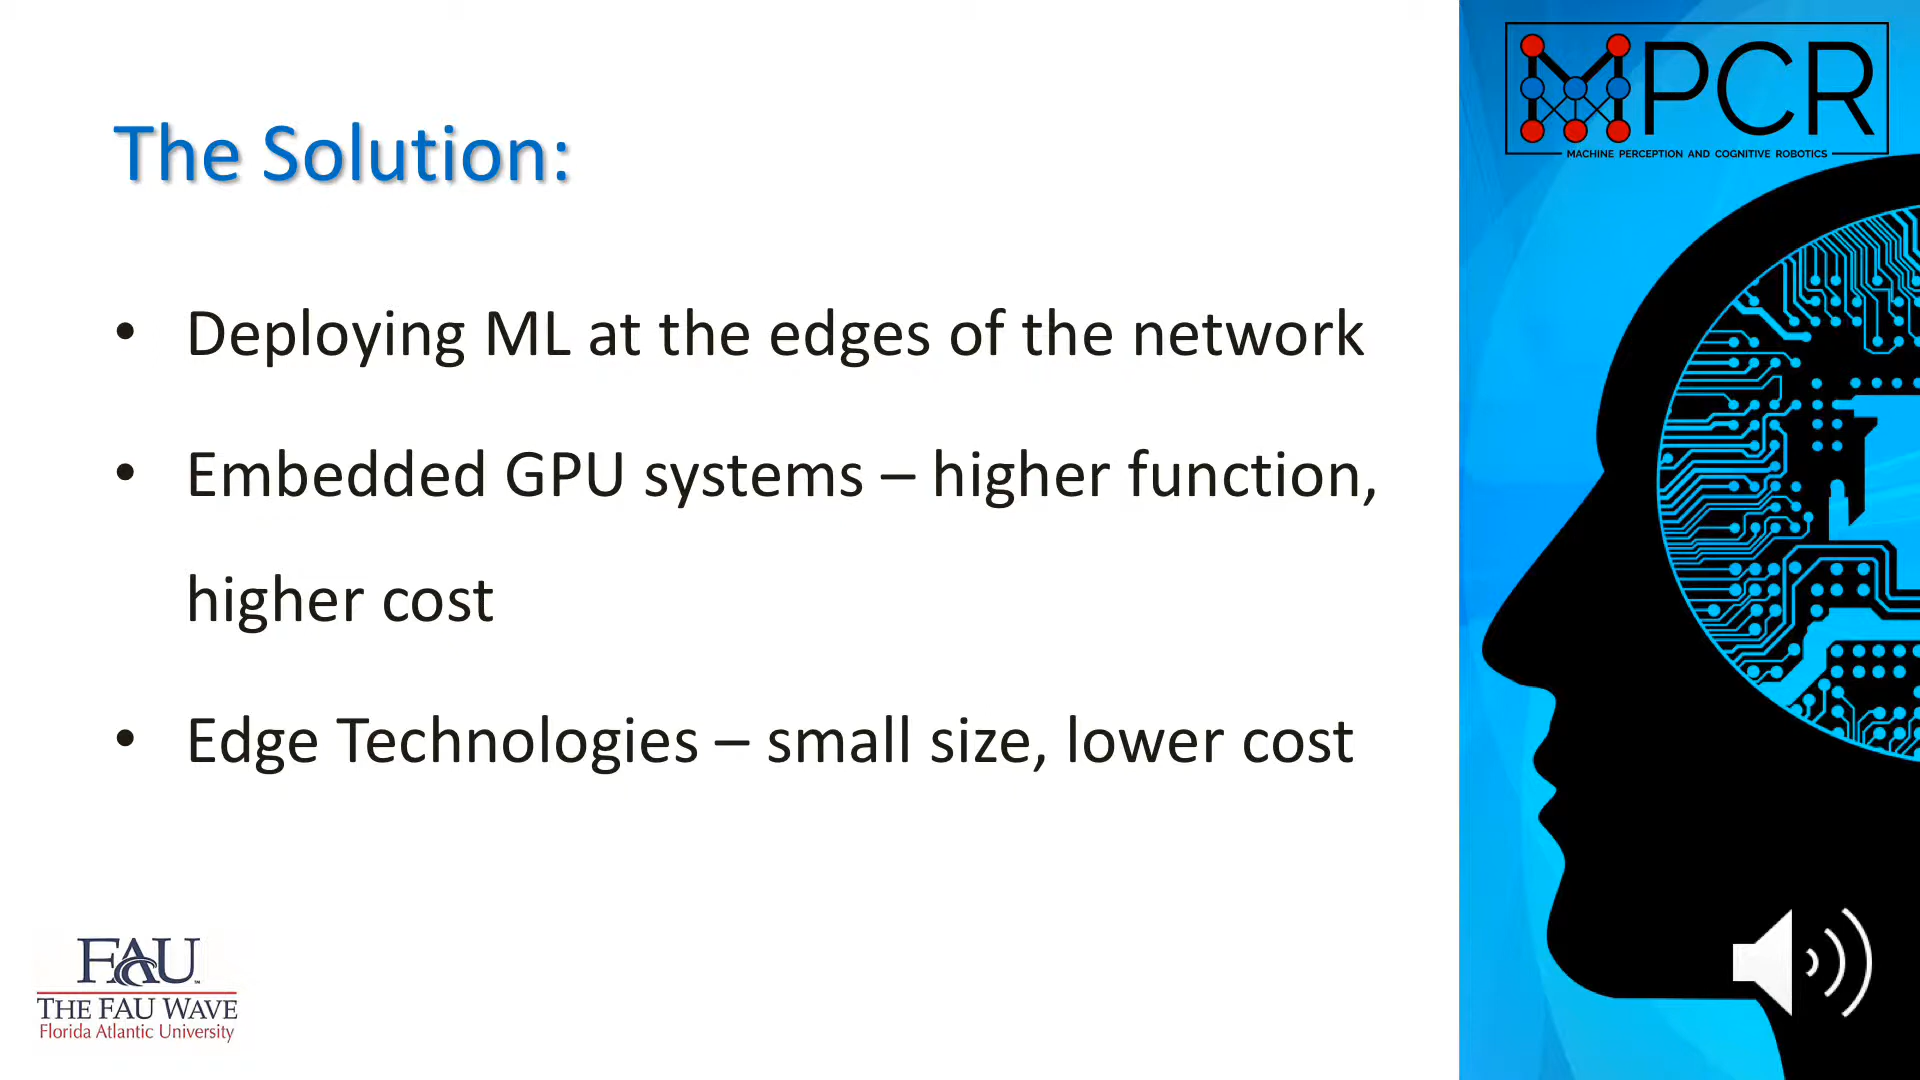 MPCR
MACHINE PERCEPTION AND COGNITIVE ROBOTICS
The Solution:
• Deploying ML at the edges of the network
• Embedded GPU systems – higher function,
higher cost
• Edge Technologies – small size, lower cost
FAU
THE FAU WAVE
Florida Atlantic University